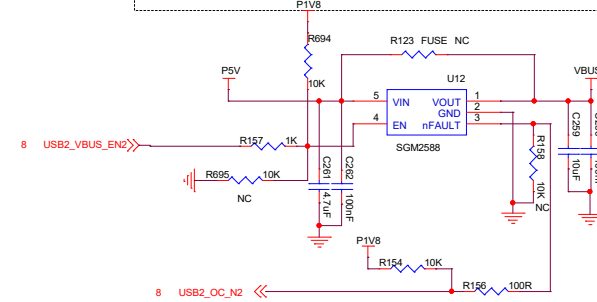 P1V8
R694
10K
R123 FUSE NC
P5V
U12
VBUS
5 VIN VOUT 1
GND 2
4 EN nFAULT 3
SGM2588
8 USB2_VBUS_EN2
R157 1K
R695 10K
NC
C261
4.7uF
C262
100nF
R158
10K
NC
C259
10uF
P1V8
R154 10K
8 USB2_OC_N2
R156 100R